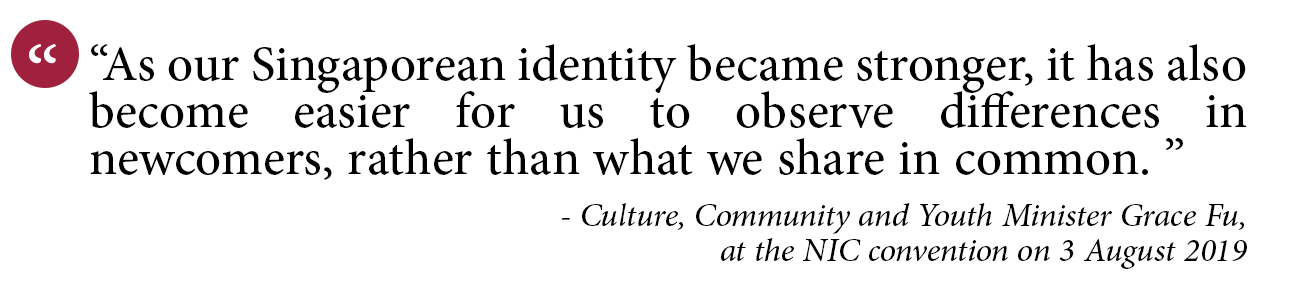 “
“As our Singaporean identity became stronger, it has also
become easier for us to observe differences in
newcomers, rather than what we share in common. ”
- Culture, Community and Youth Minister Grace Fu,
at the NIC convention on 3 August 2019